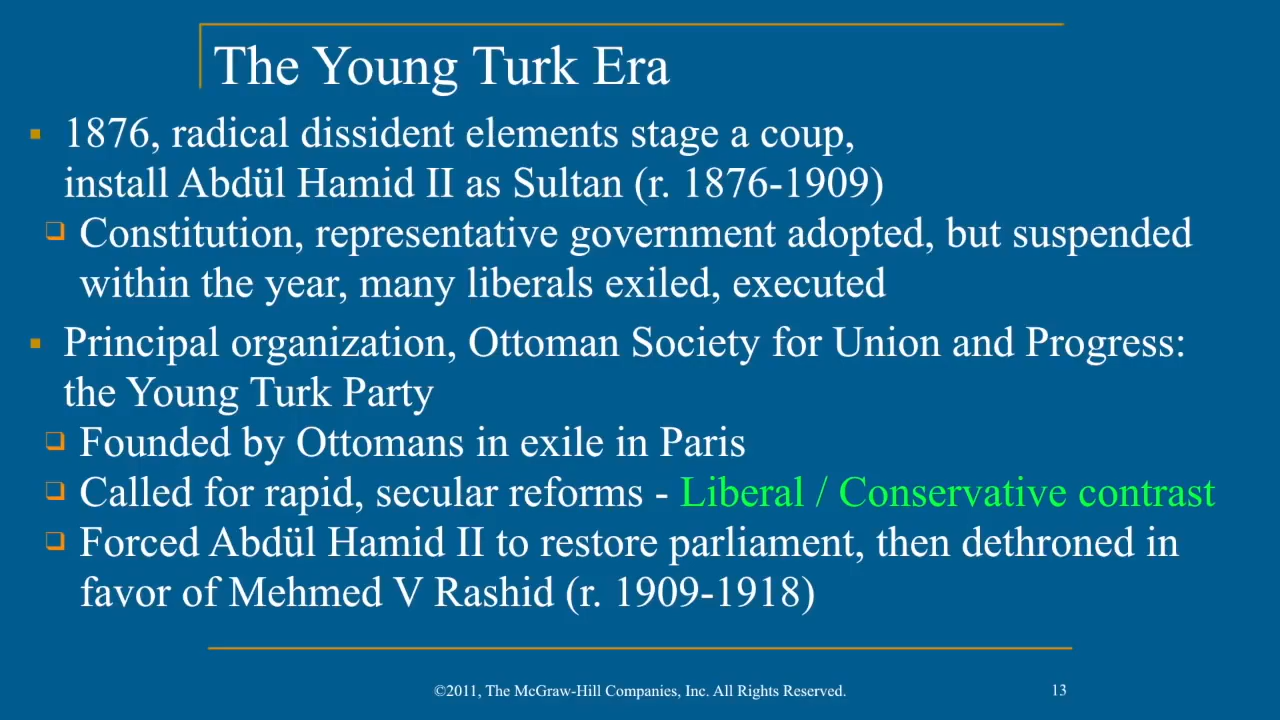 The Young Turk Era
1876, radical dissident elements stage a coup,
install Abdül Hamid II as Sultan (r. 1876-1909)
Constitution, representative government adopted, but suspended
within the year, many liberals exiled, executed
Principal organization, Ottoman Society for Union and Progress:
the Young Turk Party
Founded by Ottomans in exile in Paris
Called for rapid, secular reforms - Liberal / Conservative contrast
Forced Abdül Hamid II to restore parliament, then dethroned in
favor of Mehmed V Rashid (r. 1909-1918)
©2011, The McGraw-Hill Companies, Inc. All Rights Reserved.
13